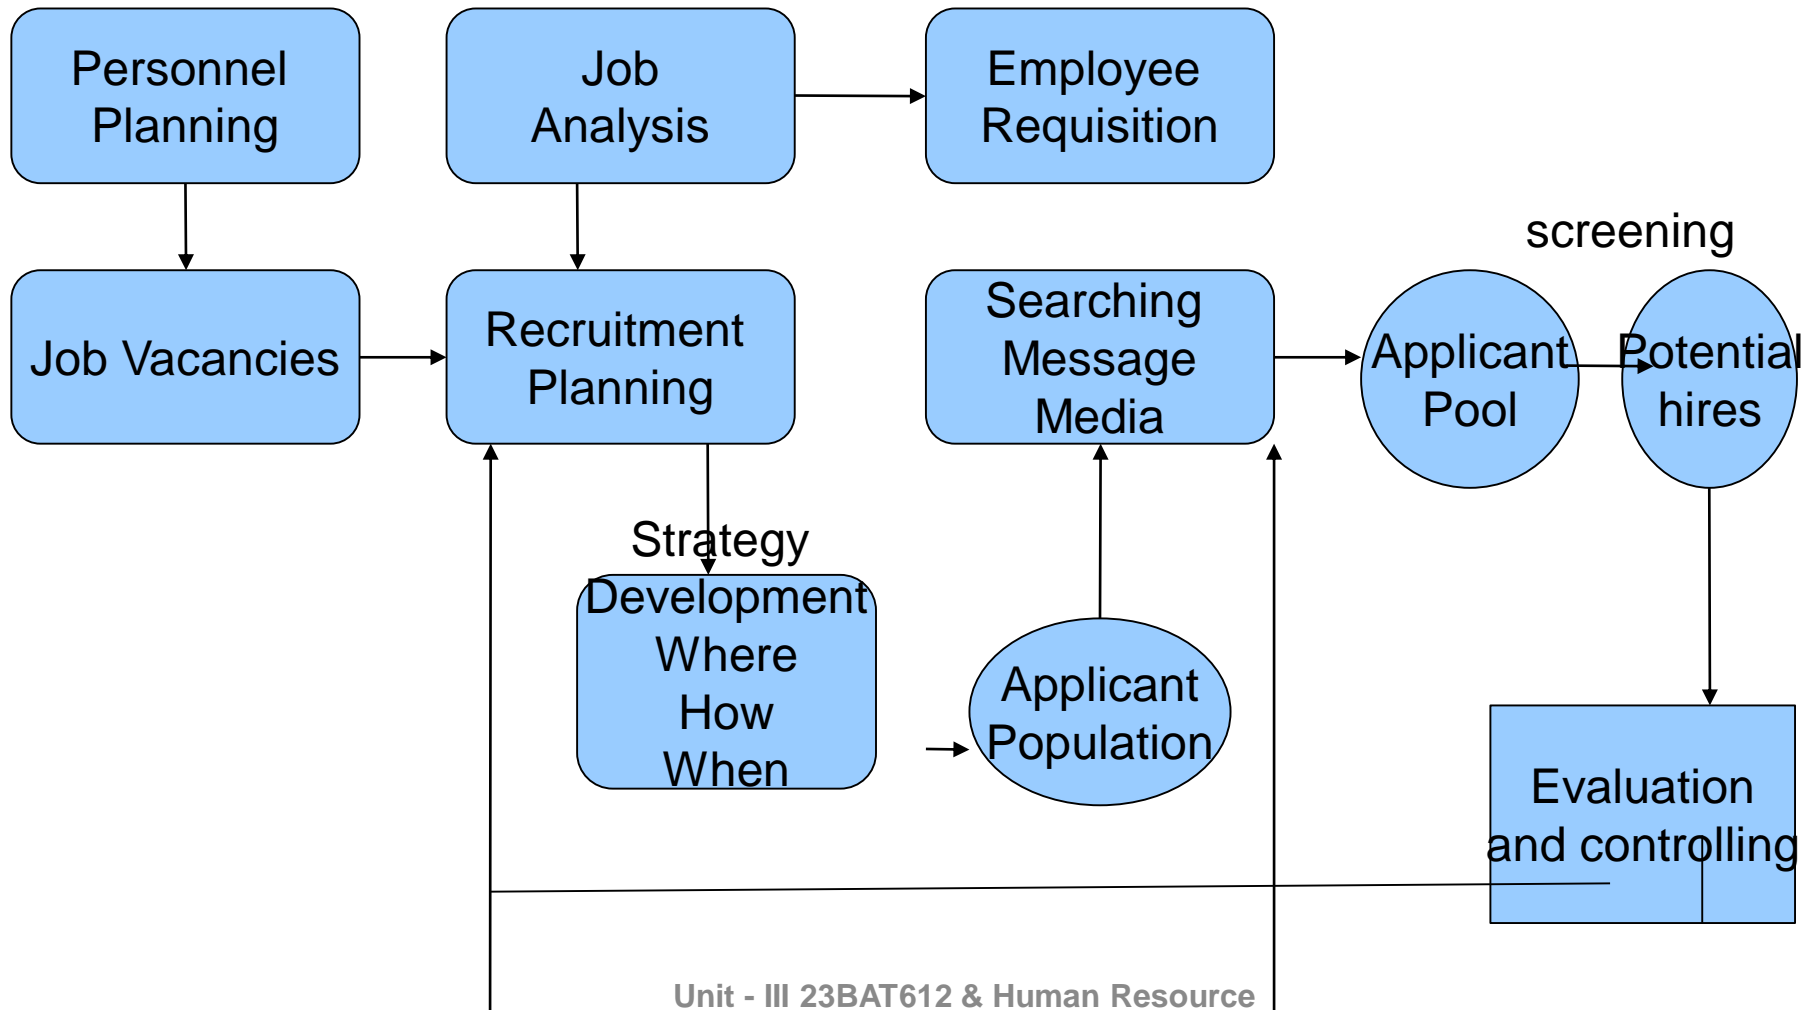 Personnel
Planning
Job
Analysis
Employee
Requisition
screening
Job Vacancies
Recruitment
Planning
Searching
Message
Media
Applicant
Pool
Potential
hires
Strategy
Development
Where
How
When
Applicant
Population
Evaluation
and controlling
Unit - III 23BAT612 & Human Resource